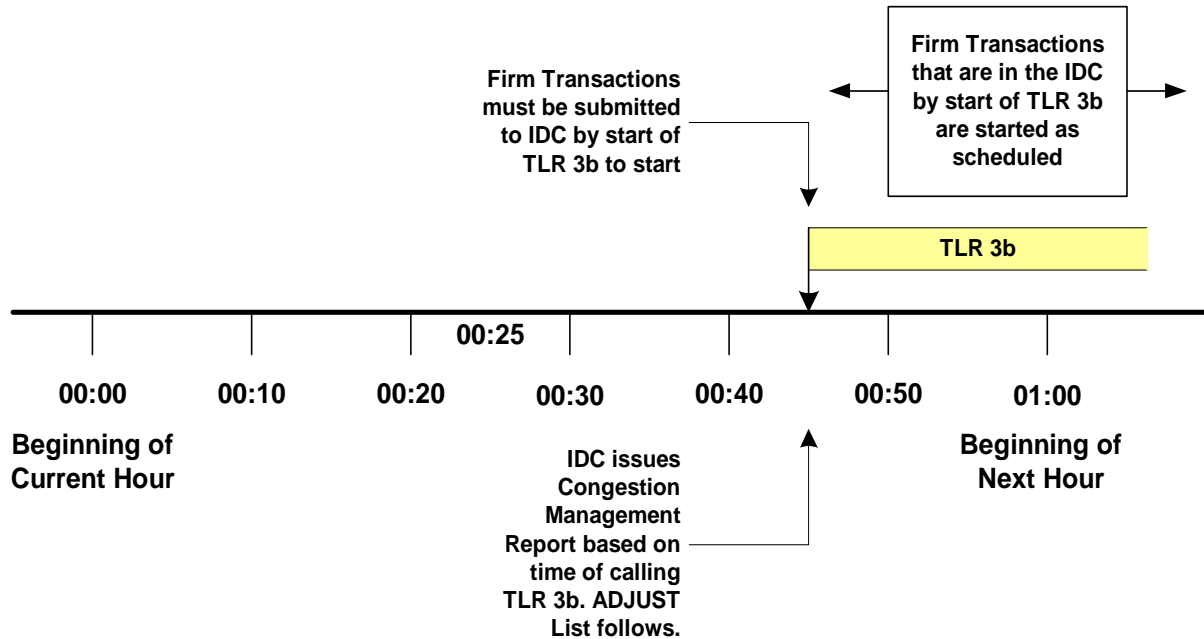 Firm Transactions
must be submitted
to IDC by start of
TLR 3b to start
Firm Transactions
that are in the IDC
by start of TLR 3b
are started as
scheduled
TLR 3b
00:25
00:00
00:10
00:20
00:30
00:40
00:50
01:00
Beginning of
Current Hour
IDC issues
Congestion
Management
Report based on
time of calling
TLR 3b. ADJUST
List follows.
Beginning of
Next Hour